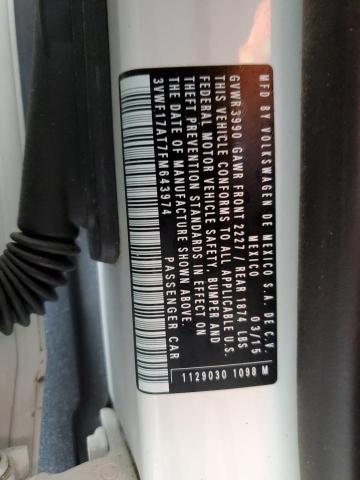 MFD BY VOLKSWAGEN DE MEXICO S.A. DE C.V.
MEXICO 03/15
GVWR 3990 GAWR FRONT 2227 // REAR 1874 LBS
THIS VEHICLE CONFORMS TO ALL APPLICABLE U.S.
FEDERAL MOTOR VEHICLE SAFETY, BUMPER AND
THEFT PREVENTION STANDARDS IN EFFECT ON
THE DATE OF MANUFACTURE SHOWN ABOVE.
3VWF17AT7FM643974 PASSENGER CAR
1129030 1098 M